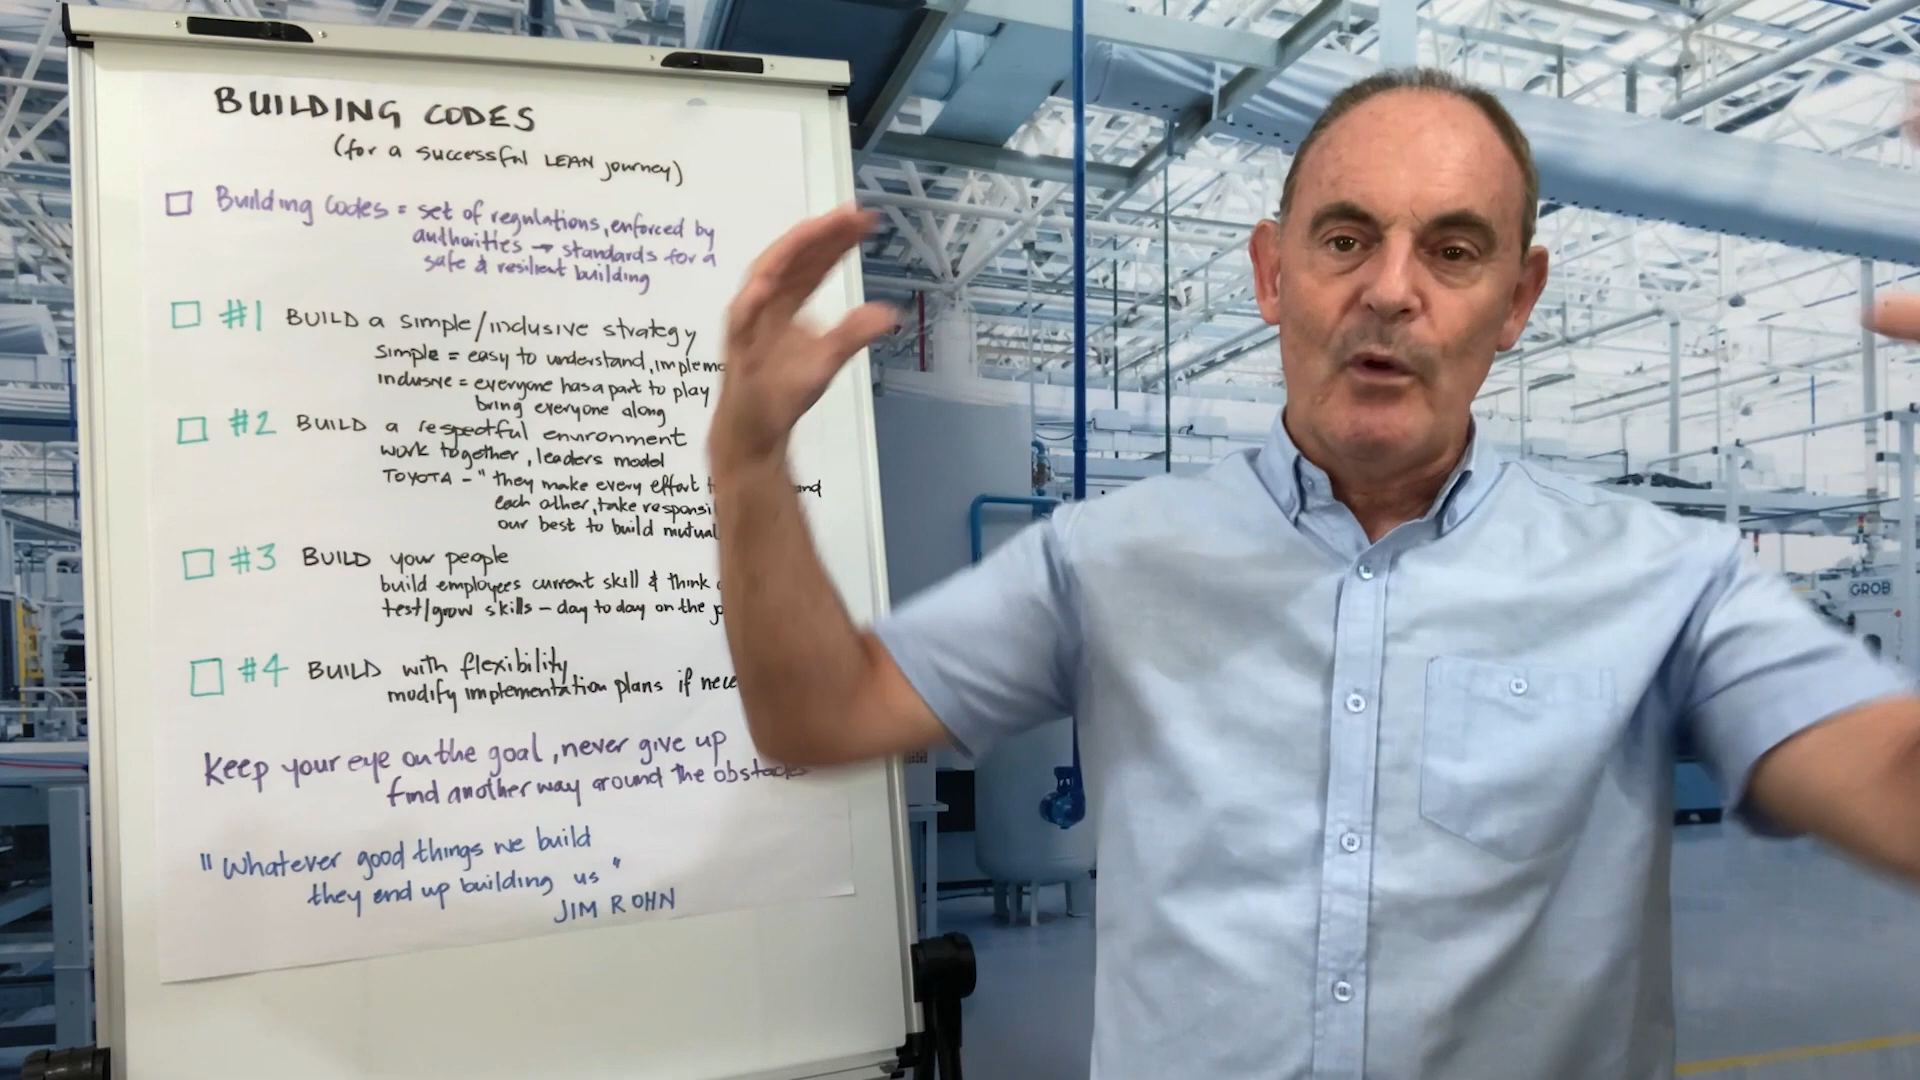 BUILDING CODES
(for a successful LEAN journey)
Building Codes = set of regulations, enforced by
authorities → standards for a
safe & resilient building
#1 BUILD a simple/inclusive strategy
simple = easy to understand, impleme
inclusive = everyone has a part to play
bring everyone along
#2 BUILD a respectful environment
work together, leaders model
TOYOTA - "they make every effort t and
each other, take responsi
our best to build mutual
#3 BUILD your people
build employees current skill & think
test/grow skills - day to day on the
#4 BUILD with flexibility
modify implementation plans if nece
Keep your eye on the goal, never give up
find another way around the obstacles
"Whatever good things we build
they end up building us"
JIM ROHN
GROB